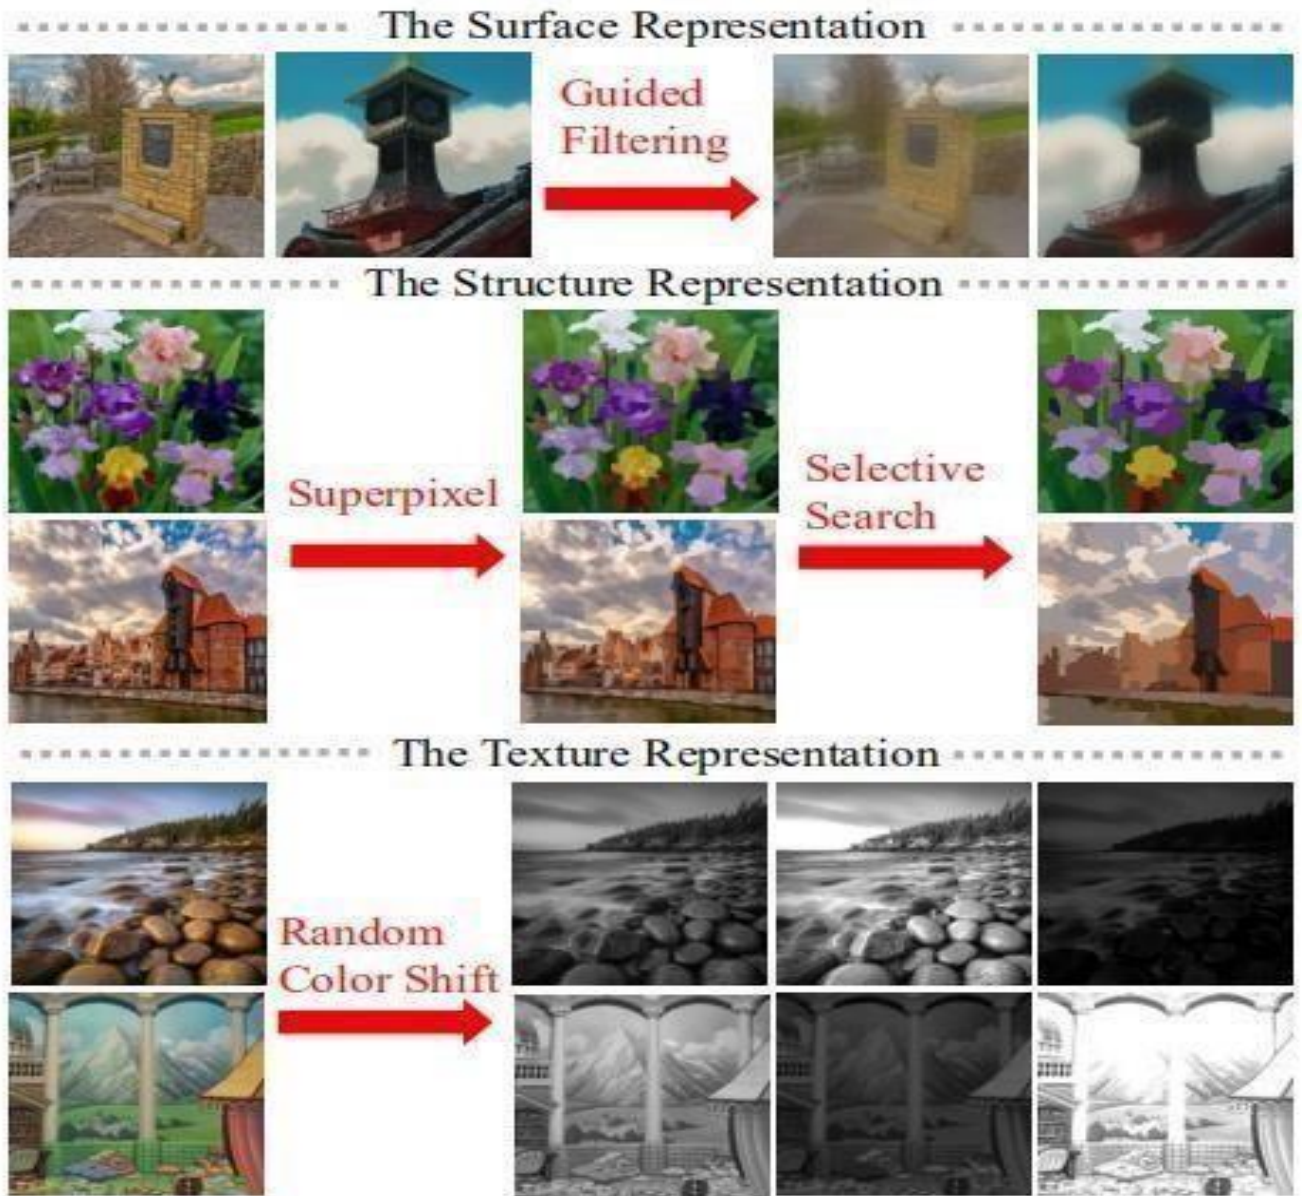 The Surface Representation
Guided
Filtering
The Structure Representation
Superpixel
Selective
Search
The Texture Representation
Random
Color Shift